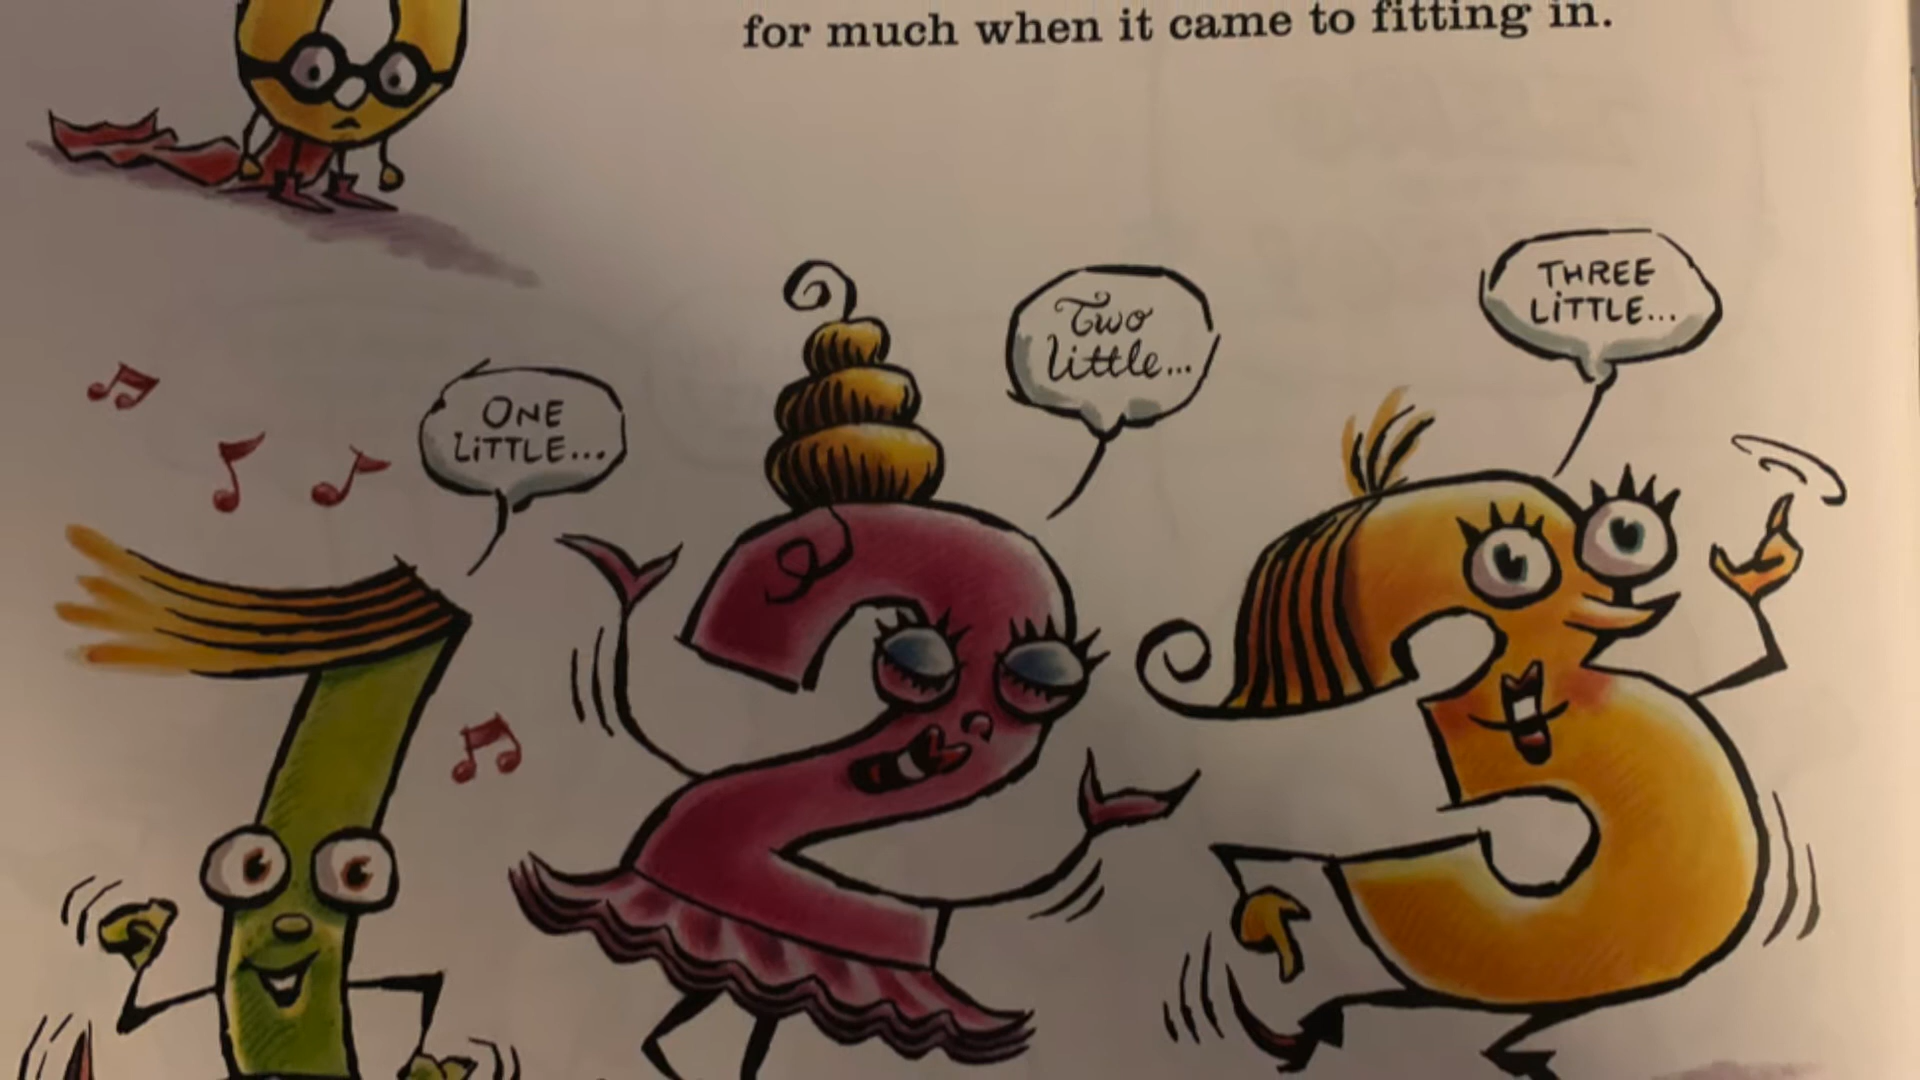 for much when it came to fitting in.
ONE
LiTTLE...
Two
little...
THREE
LiTTLE...